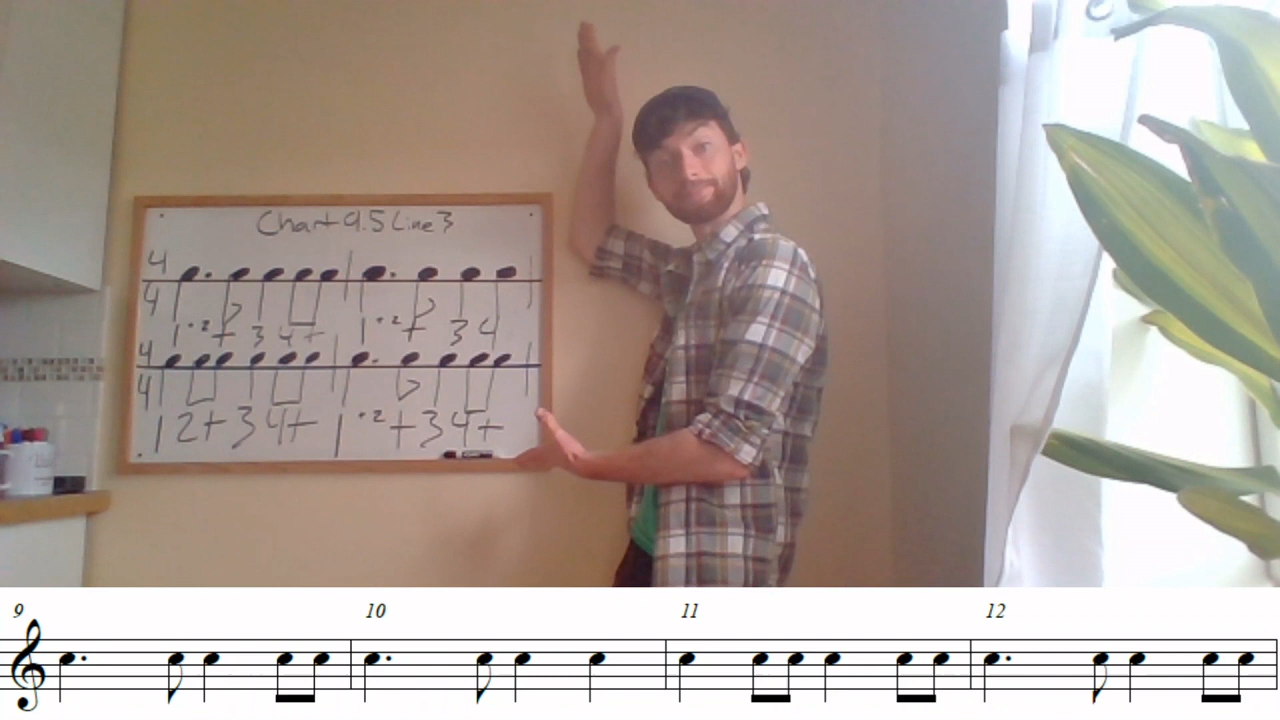 Chart 9.5 Line 3
4
4
1 • 2 + 3 4 + 1 • 2 + 3 4
4
4
1 2 + 3 4 + 1 • 2 + 3 4 +
9 10 11 12